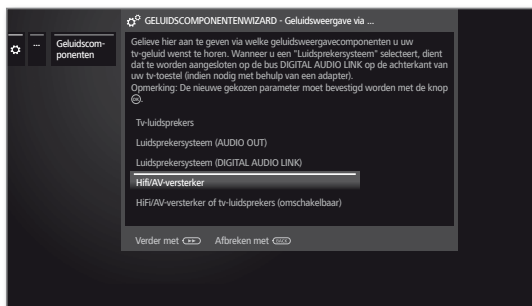 GELUIDSCOMPONENTENWIZARD - Geluidsweergave via ...
...
Geluidscom-
ponenten
Gelieve hier aan te geven via welke geluidsweergavecomponenten u uw
tv-geluid wenst te horen. Wanneer u een "Luidsprekersysteem" selecteert, dient
dat te worden aangesloten op de bus DIGITAL AUDIO LINK op de achterkant van
uw tv-toestel (indien nodig met behulp van een adapter).
Opmerking: De nieuwe gekozen parameter moet bevestigd worden met de knop
OK.
Tv-luidsprekers
Luidsprekersysteem (AUDIO OUT)
Luidsprekersysteem (DIGITAL AUDIO LINK)
Hifi/AV-versterker
HiFi/AV-versterker of tv-luidsprekers (omschakelbaar)
Verder met Afbreken met BACK